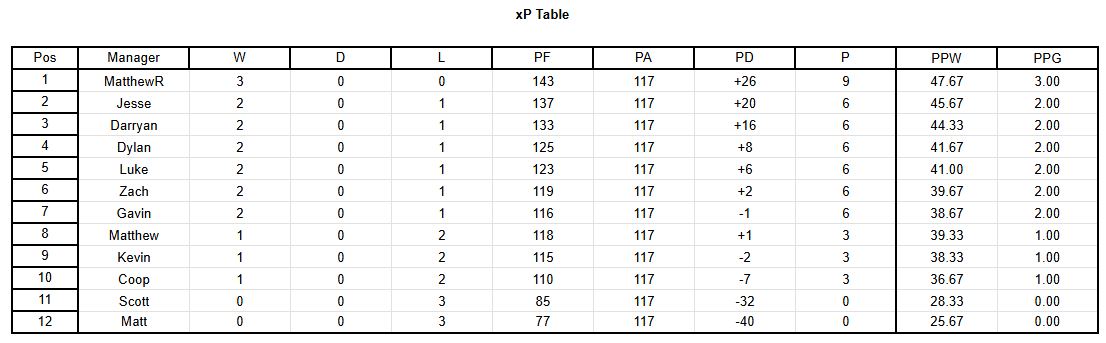 xP Table
Pos Manager W D L PF PA PD P PPW PPG
1 MatthewR 3 0 0 143 117 +26 9 47.67 3.00
2 Jesse 2 0 1 137 117 +20 6 45.67 2.00
3 Darryan 2 0 1 133 117 +16 6 44.33 2.00
4 Dylan 2 0 1 125 117 +8 6 41.67 2.00
5 Luke 2 0 1 123 117 +6 6 41.00 2.00
6 Zach 2 0 1 119 117 +2 6 39.67 2.00
7 Gavin 2 0 1 116 117 -1 6 38.67 2.00
8 Matthew 1 0 2 118 117 +1 3 39.33 1.00
9 Kevin 1 0 2 115 117 -2 3 38.33 1.00
10 Coop 1 0 2 110 117 -7 3 36.67 1.00
11 Scott 0 0 3 85 117 -32 0 28.33 0.00
12 Matt 0 0 3 77 117 -40 0 25.67 0.00